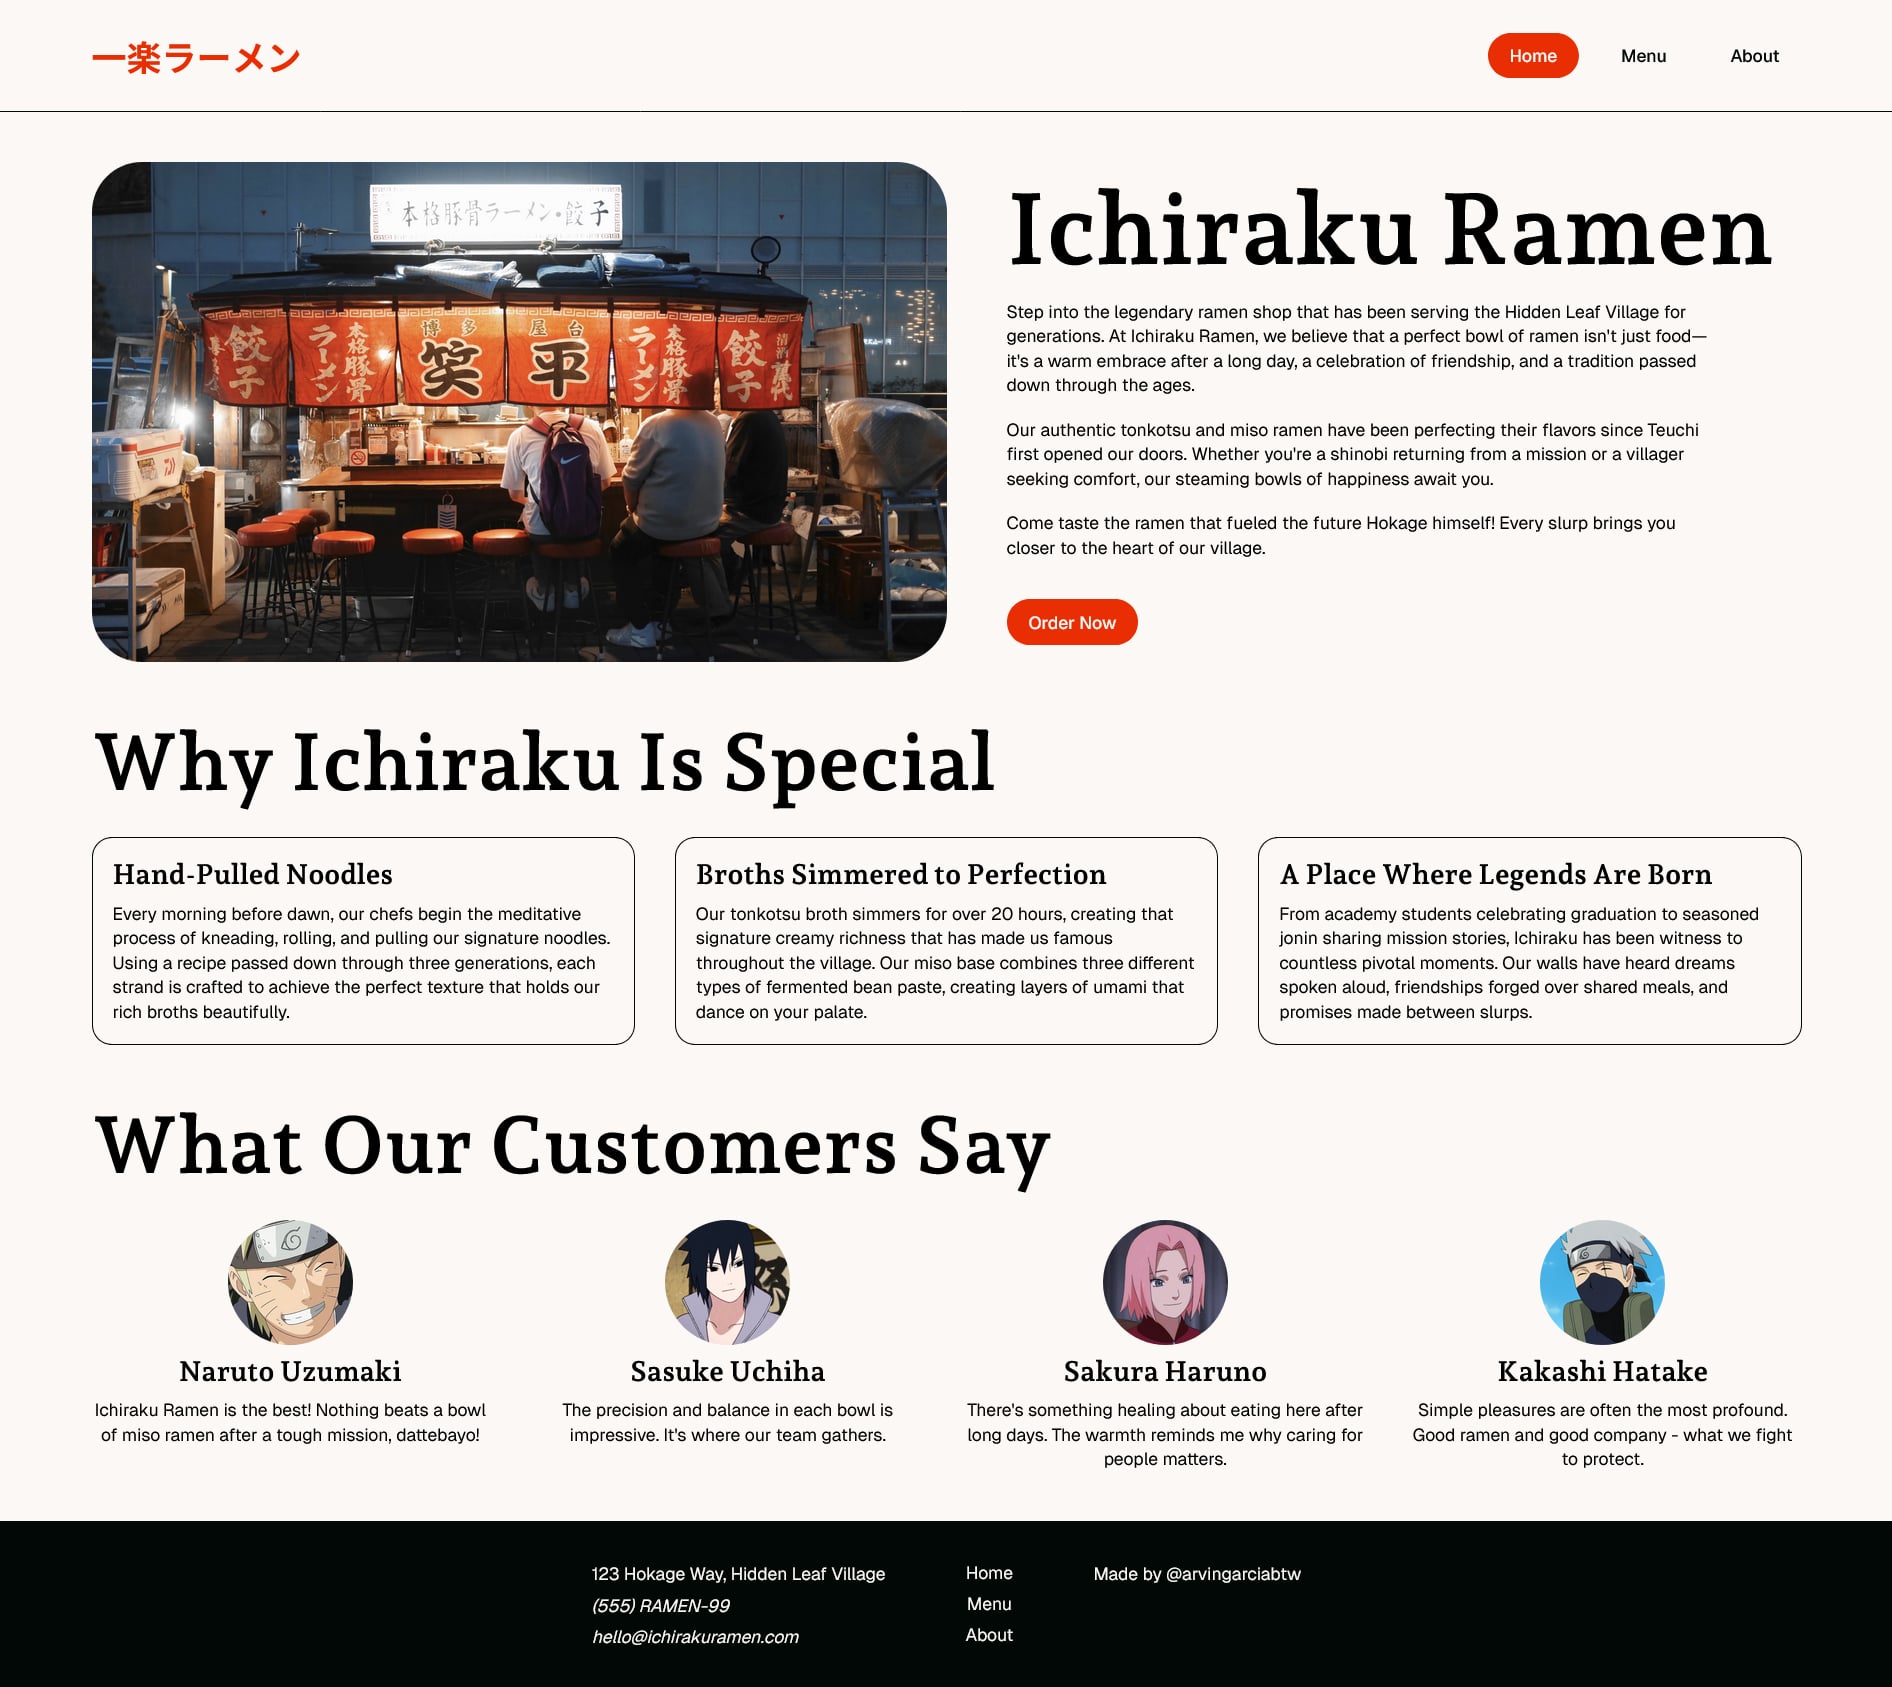 一楽ラーメン
Home
Menu
About
本格豚骨ラーメン・餃子
餃子
ラーメン
本格豚骨
博多
笑
屋台
平
ラーメン
本格豚骨
餃子
Ichiraku Ramen
Step into the legendary ramen shop that has been serving the Hidden Leaf Village for
generations. At Ichiraku Ramen, we believe that a perfect bowl of ramen isn't just food—
it's a warm embrace after a long day, a celebration of friendship, and a tradition passed
down through the ages.
Our authentic tonkotsu and miso ramen have been perfecting their flavors since Teuchi
first opened our doors. Whether you're a shinobi returning from a mission or a villager
seeking comfort, our steaming bowls of happiness await you.
Come taste the ramen that fueled the future Hokage himself! Every slurp brings you
closer to the heart of our village.
Order Now
Why Ichiraku Is Special
Hand-Pulled Noodles
Every morning before dawn, our chefs begin the meditative
process of kneading, rolling, and pulling our signature noodles.
Using a recipe passed down through three generations, each
strand is crafted to achieve the perfect texture that holds our
rich broths beautifully.
Broths Simmered to Perfection
Our tonkotsu broth simmers for over 20 hours, creating that
signature creamy richness that has made us famous
throughout the village. Our miso base combines three different
types of fermented bean paste, creating layers of umami that
dance on your palate.
A Place Where Legends Are Born
From academy students celebrating graduation to seasoned
jonin sharing mission stories, Ichiraku has been witness to
countless pivotal moments. Our walls have heard dreams
spoken aloud, friendships forged over shared meals, and
promises made between slurps.
What Our Customers Say
Naruto Uzumaki
Ichiraku Ramen is the best! Nothing beats a bowl
of miso ramen after a tough mission, dattebayo!
Sasuke Uchiha
The precision and balance in each bowl is
impressive. It's where our team gathers.
Sakura Haruno
There's something healing about eating here after
long days. The warmth reminds me why caring for
people matters.
Kakashi Hatake
Simple pleasures are often the most profound.
Good ramen and good company - what we fight
to protect.
123 Hokage Way, Hidden Leaf Village
(555) RAMEN-99
hello@ichirakuramen.com
Home
Menu
About
Made by @arvingarciabtw